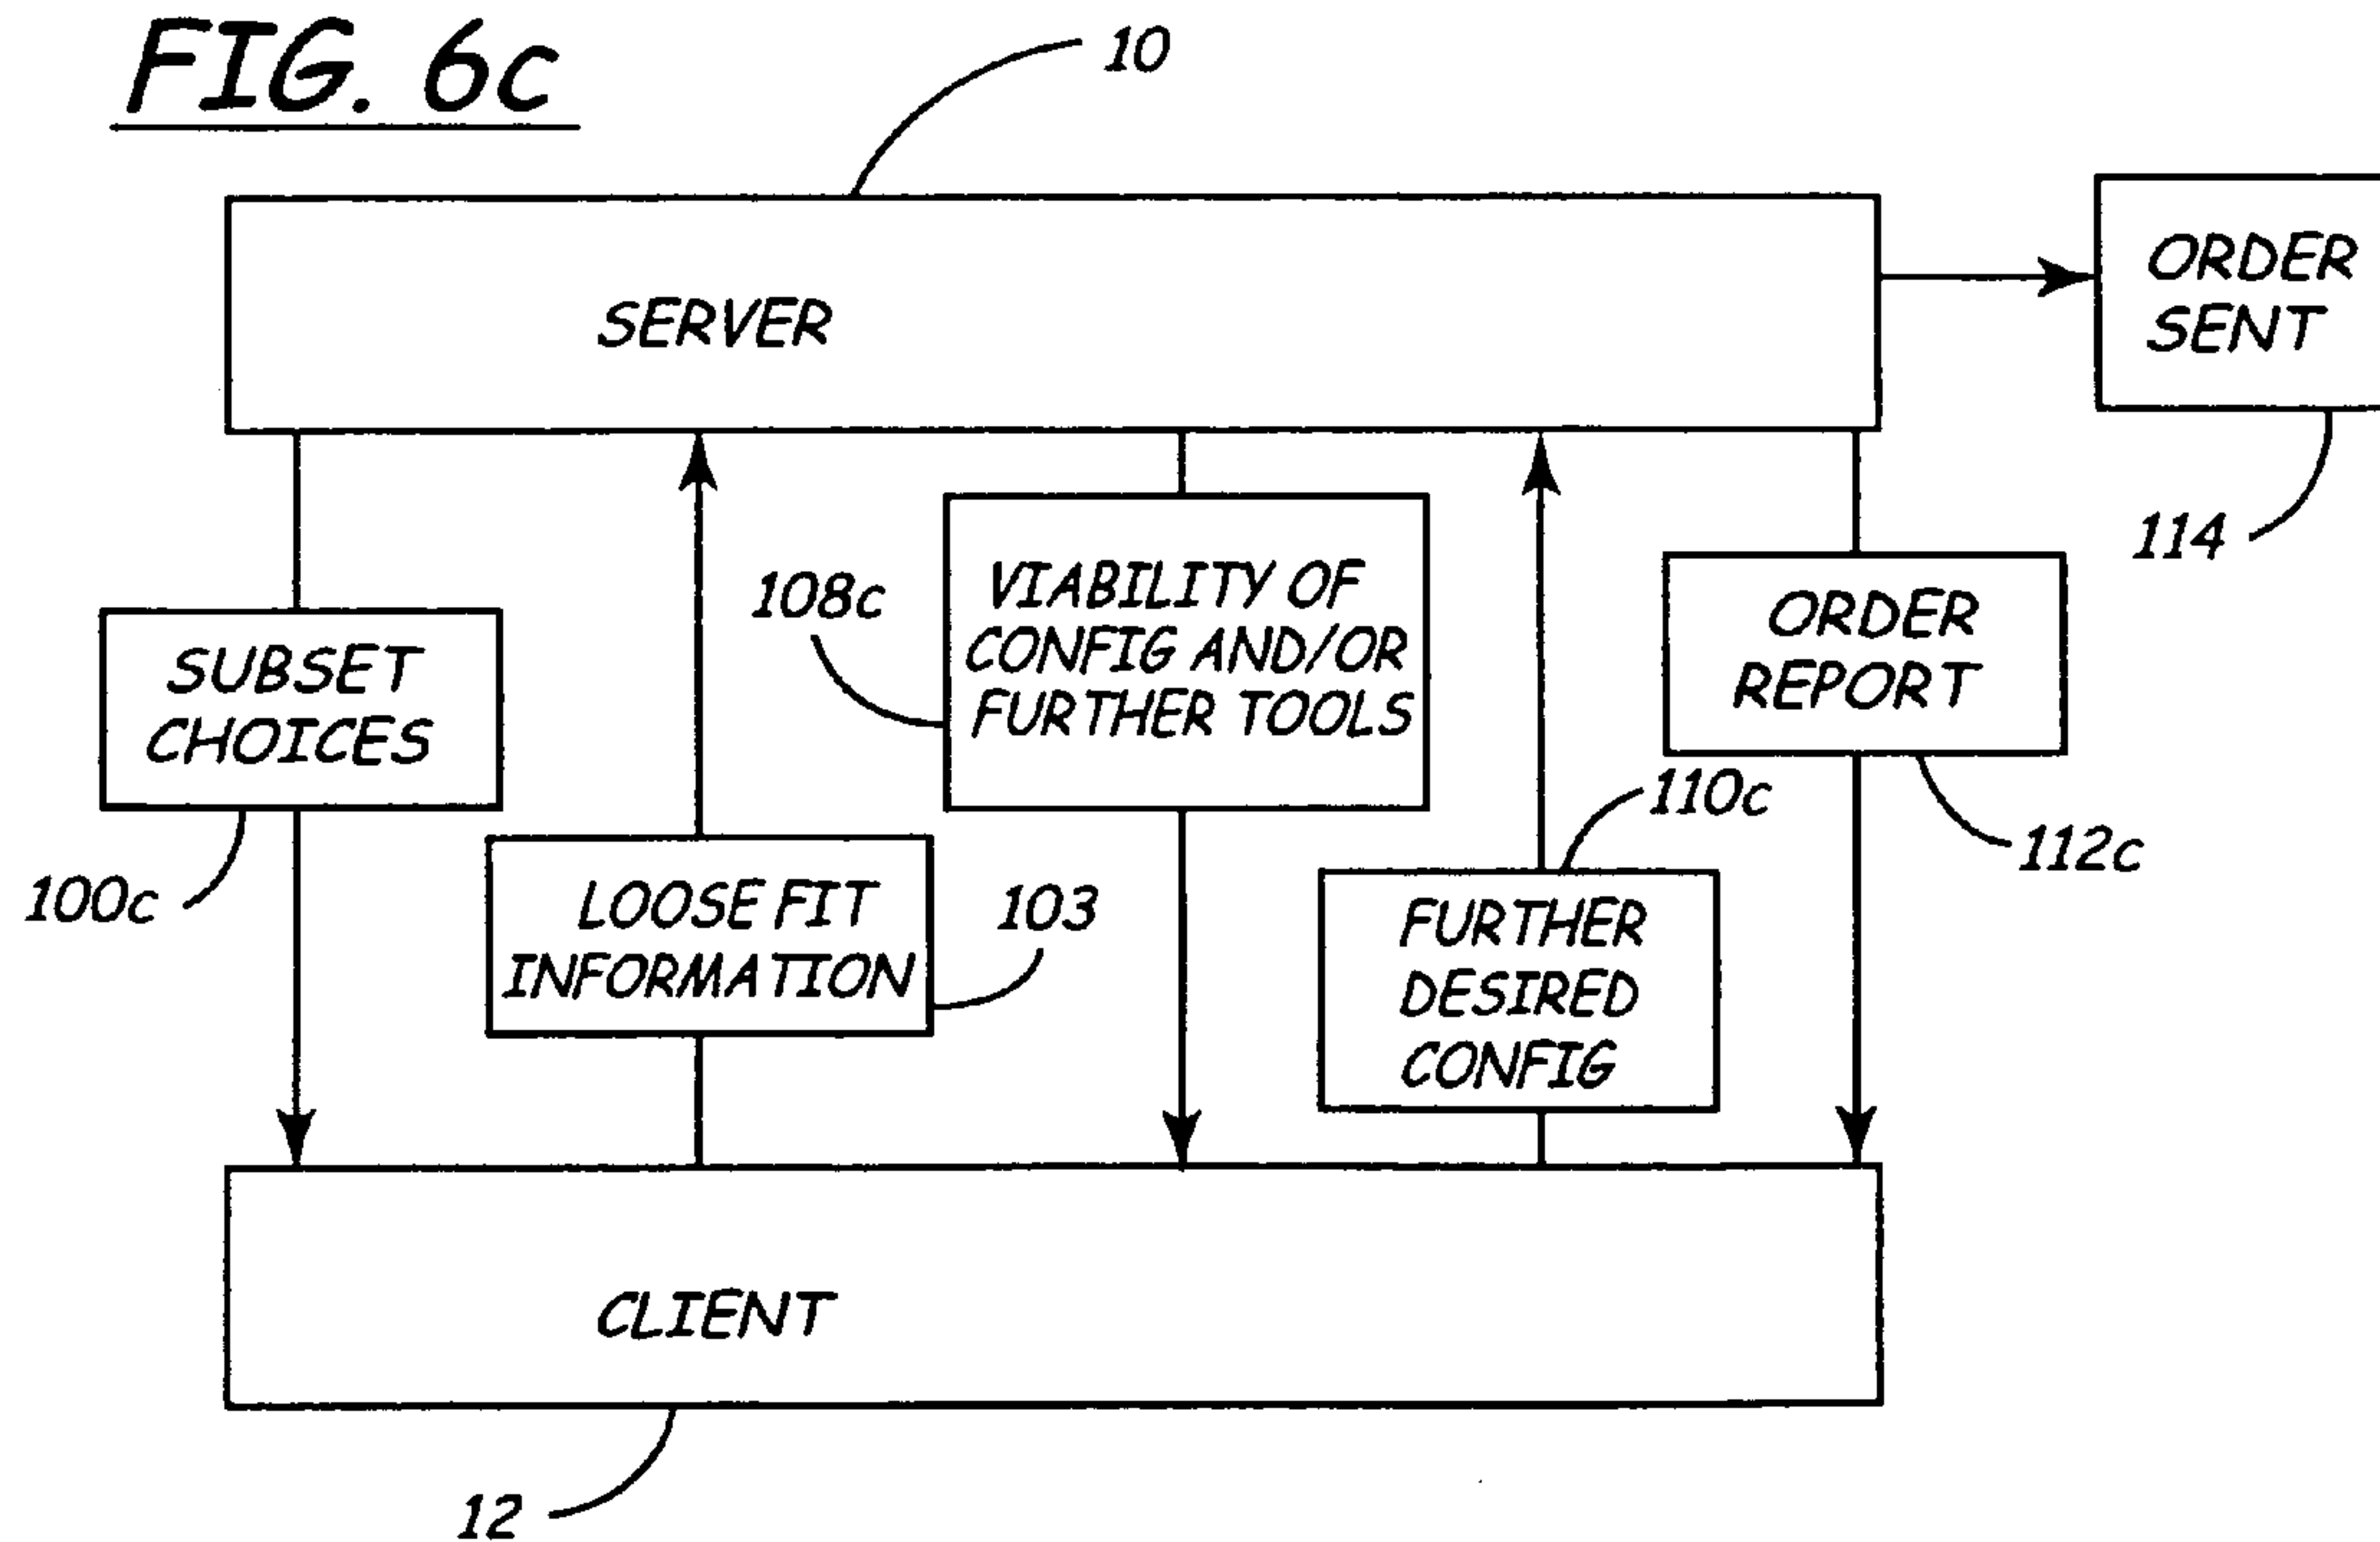 FIG. 6c
10
SERVER
ORDER
SENT
114
SUBSET
CHOICES
100c
LOOSE FIT
INFORMATION
103
108c
VIABILITY OF
CONFIG AND/OR
FURTHER TOOLS
110c
FURTHER
DESIRED
CONFIG
ORDER
REPORT
112c
CLIENT
12